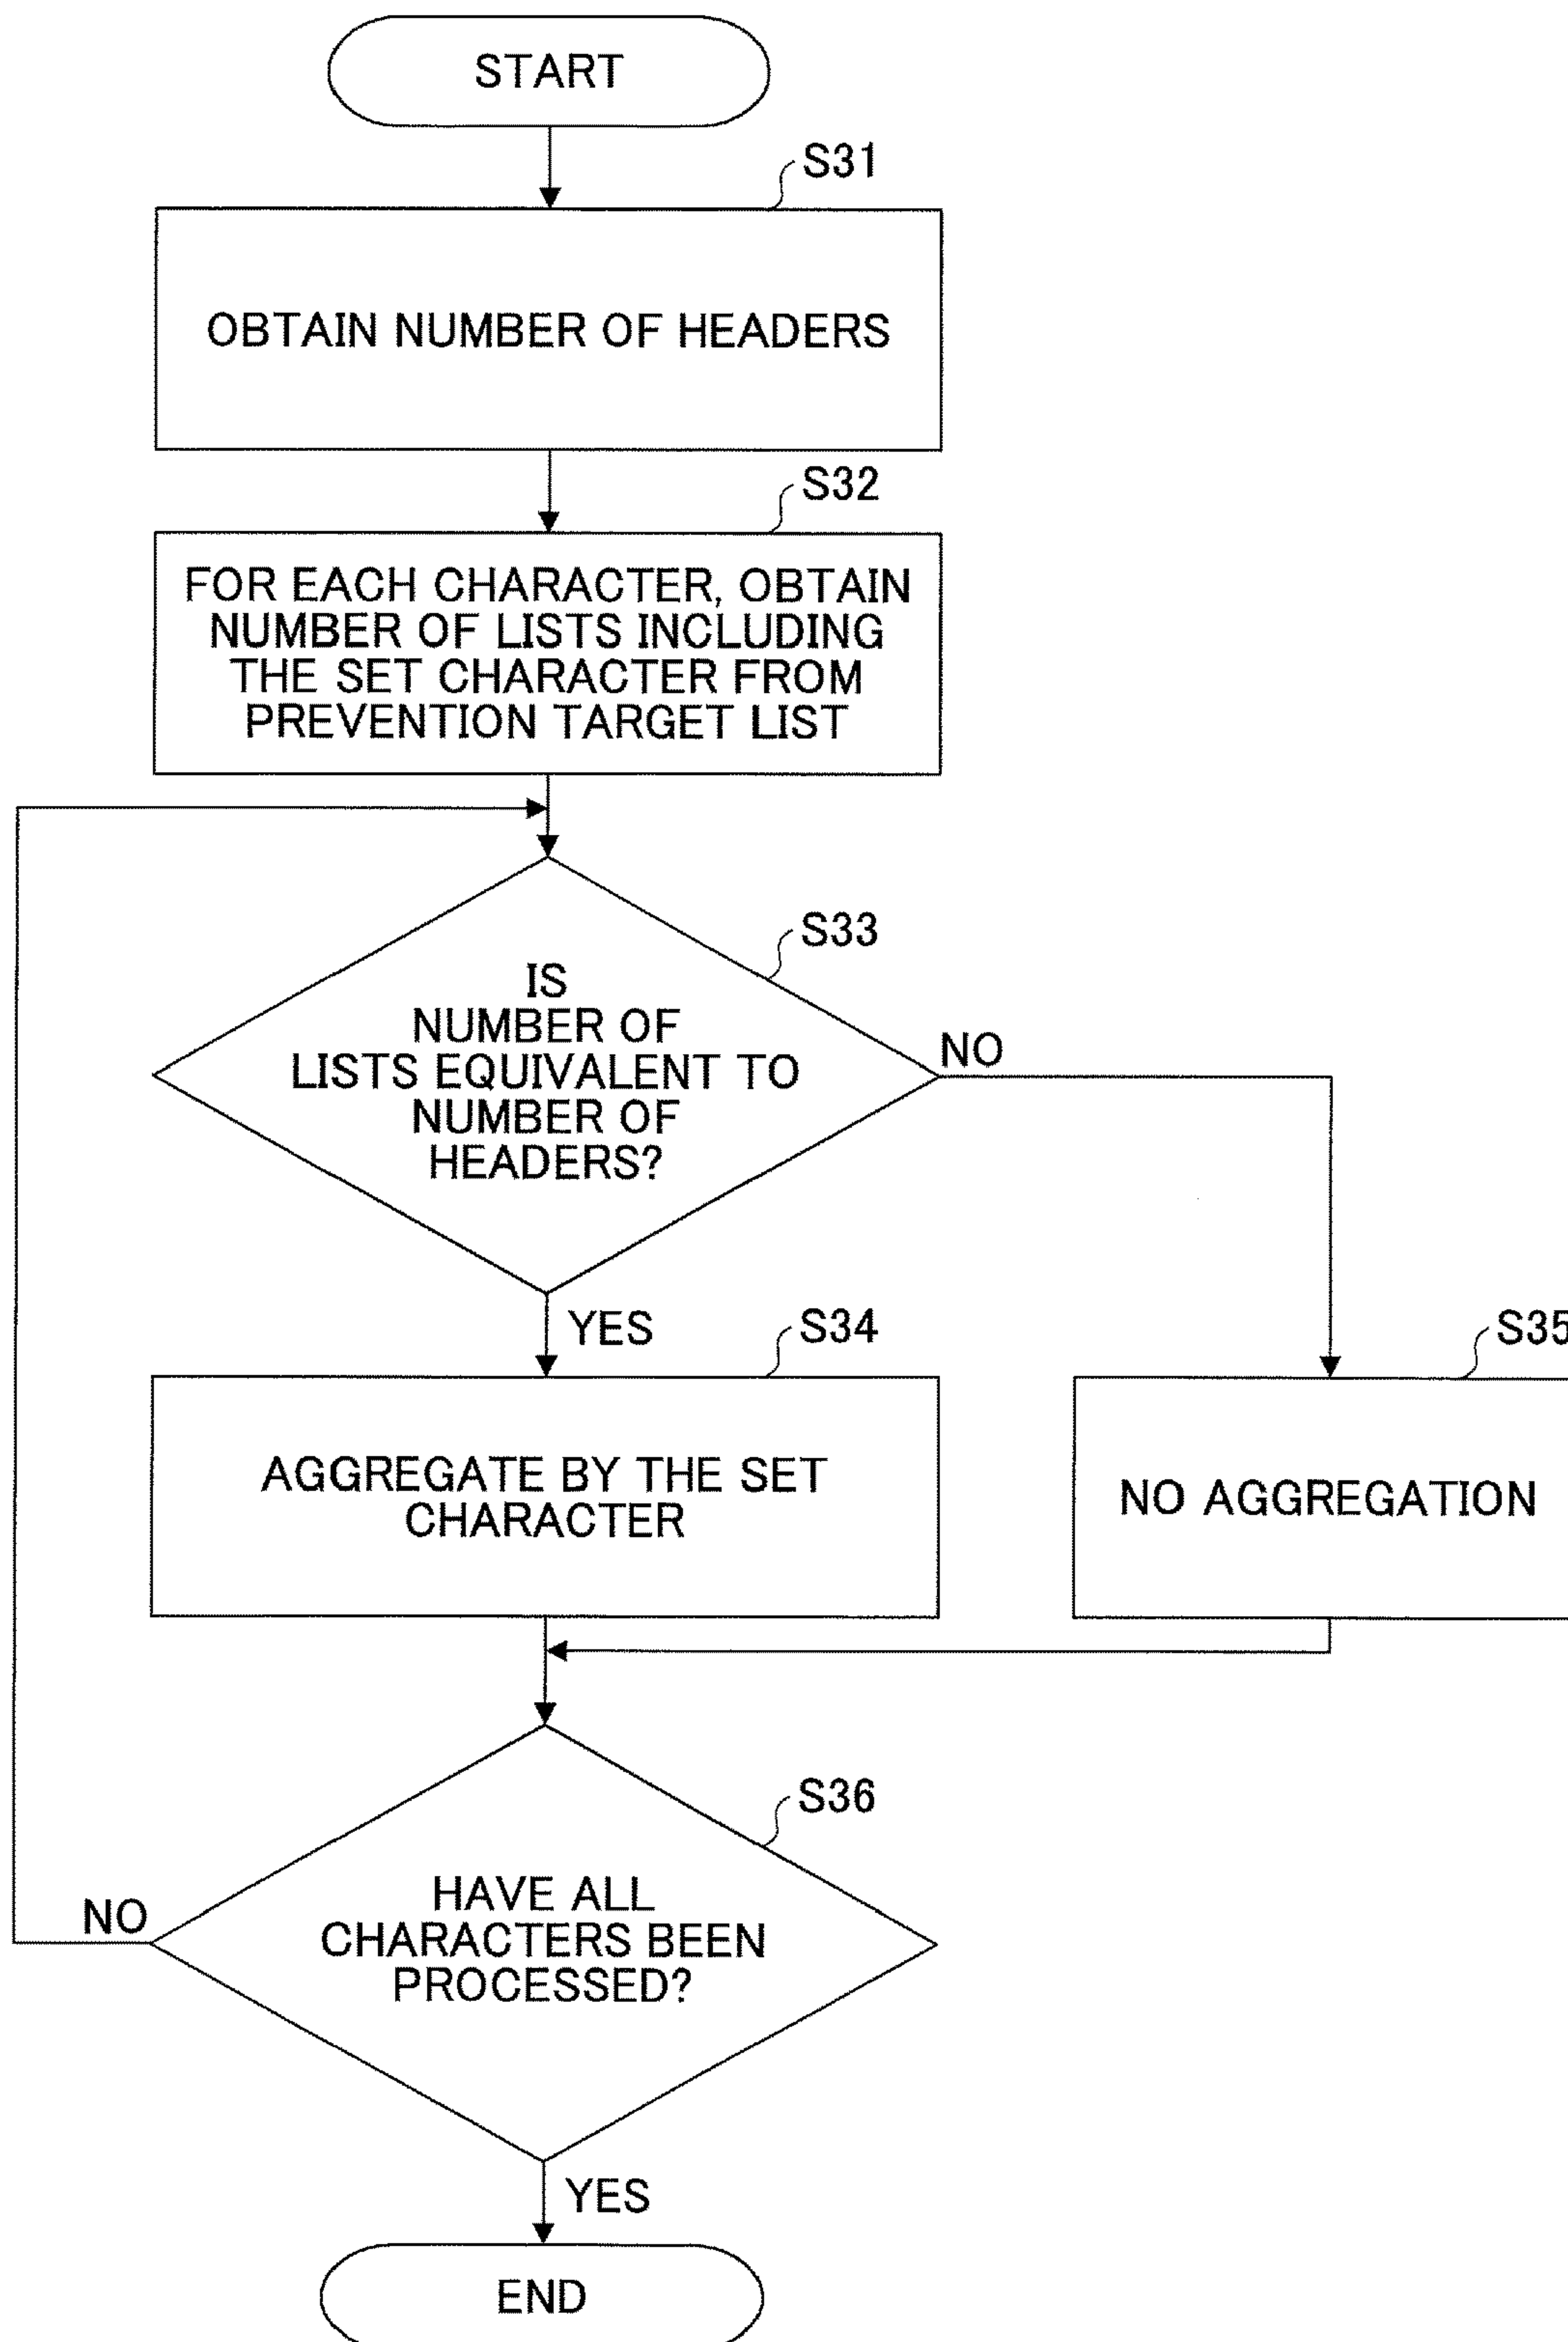 START
S31
OBTAIN NUMBER OF HEADERS
S32
FOR EACH CHARACTER, OBTAIN
NUMBER OF LISTS INCLUDING
THE SET CHARACTER FROM
PREVENTION TARGET LIST
S33
IS
NUMBER OF
LISTS EQUIVALENT TO
NUMBER OF
HEADERS?
NO
YES
S34
AGGREGATE BY THE SET
CHARACTER
S35
NO AGGREGATION
S36
HAVE ALL
CHARACTERS BEEN
PROCESSED?
NO
YES
END